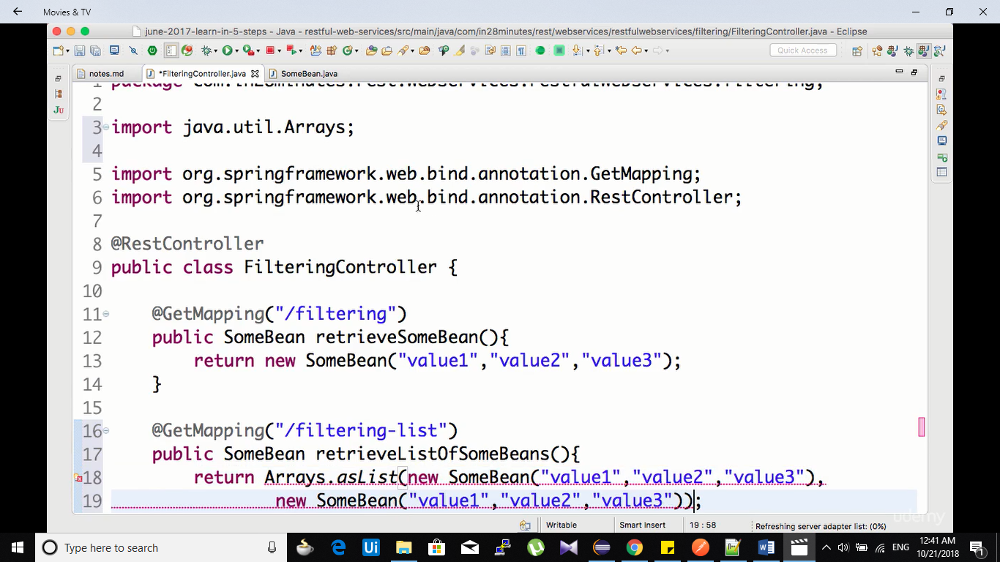 Movies & TV
june-2017-learn-in-5-steps - Java - restful-web-services/src/main/java/com/in28minutes/rest/webservices/restfulwebservices/filtering/FilteringController.java - Eclipse
Quick Access
notes.md *FilteringController.java SomeBean.java
1 package com.in28minutes.rest.webservices.restfulwebservices.filtering;
2
3 import java.util.Arrays;
4
5 import org.springframework.web.bind.annotation.GetMapping;
6 import org.springframework.web.bind.annotation.RestController;
7
8 @RestController
9 public class FilteringController {
10
11 @GetMapping("/filtering")
12 public SomeBean retrieveSomeBean(){
13 return new SomeBean("value1","value2","value3");
14 }
15
16 @GetMapping("/filtering-list")
17 public SomeBean retrieveListOfSomeBeans(){
18 return Arrays.asList(new SomeBean("value1","value2","value3"),
19 new SomeBean("value1","value2","value3"));
Writable Smart Insert 19 : 58 Refreshing server adapter list: (0%)
udemy
Type here to search
ENG
12:41 AM
10/21/2018
1